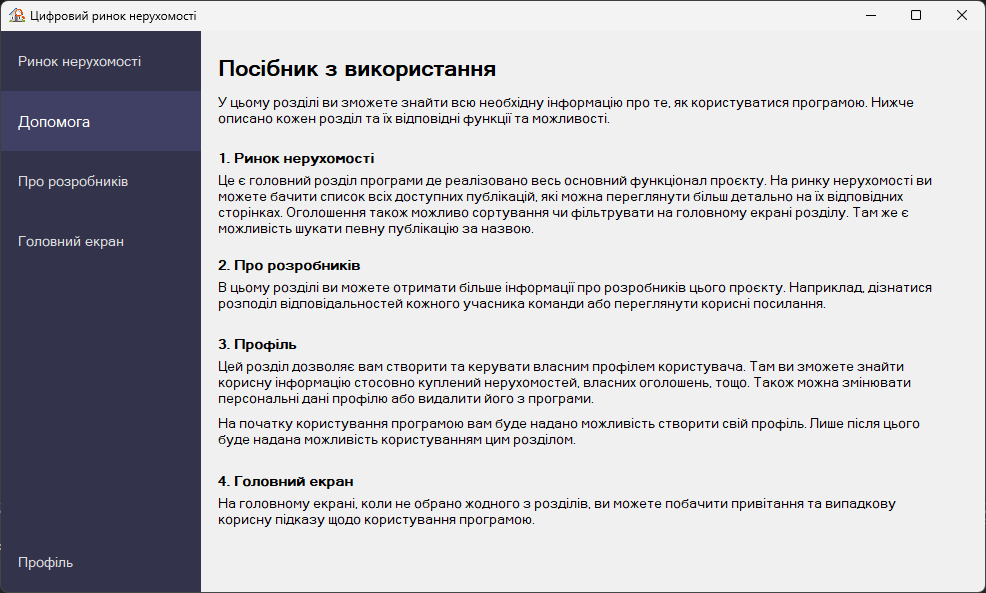 Цифровий ринок нерухомості
Ринок нерухомості
Допомога
Про розробників
Головний екран
Профіль
Посібник з використання
У цьому розділі ви зможете знайти всю необхідну інформацію про те, як користуватися програмою. Нижче
описано кожен розділ та їх відповідні функції та можливості.
1. Ринок нерухомості
Це є головний розділ програми де реалізовано весь основний функціонал проєкту. На ринку нерухомості ви
можете бачити список всіх доступних публікацій, які можна переглянути більш детально на їх відповідних
сторінках. Оголошення також можливо сортування чи фільтрувати на головному екрані розділу. Там же є
можливість шукати певну публікацію за назвою.
2. Про розробників
В цьому розділі ви можете отримати більше інформації про розробників цього проєкту. Наприклад, дізнатися
розподіл відповідальностей кожного учасника команди або переглянути корисні посилання.
3. Профіль
Цей розділ дозволяє вам створити та керувати власним профілем користувача. Там ви зможете знайти
корисну інформацію стосовно куплений нерухомостей, власних оголошень, тощо. Також можна змінювати
персональні дані профілю або видалити його з програми.
На початку користування програмою вам буде надано можливість створити свій профіль. Лише після цього
буде надана можливість користуванням цим розділом.
4. Головний екран
На головному екрані, коли не обрано жодного з розділів, ви можете побачити привітання та випадкову
корисну підказу щодо користування програмою.